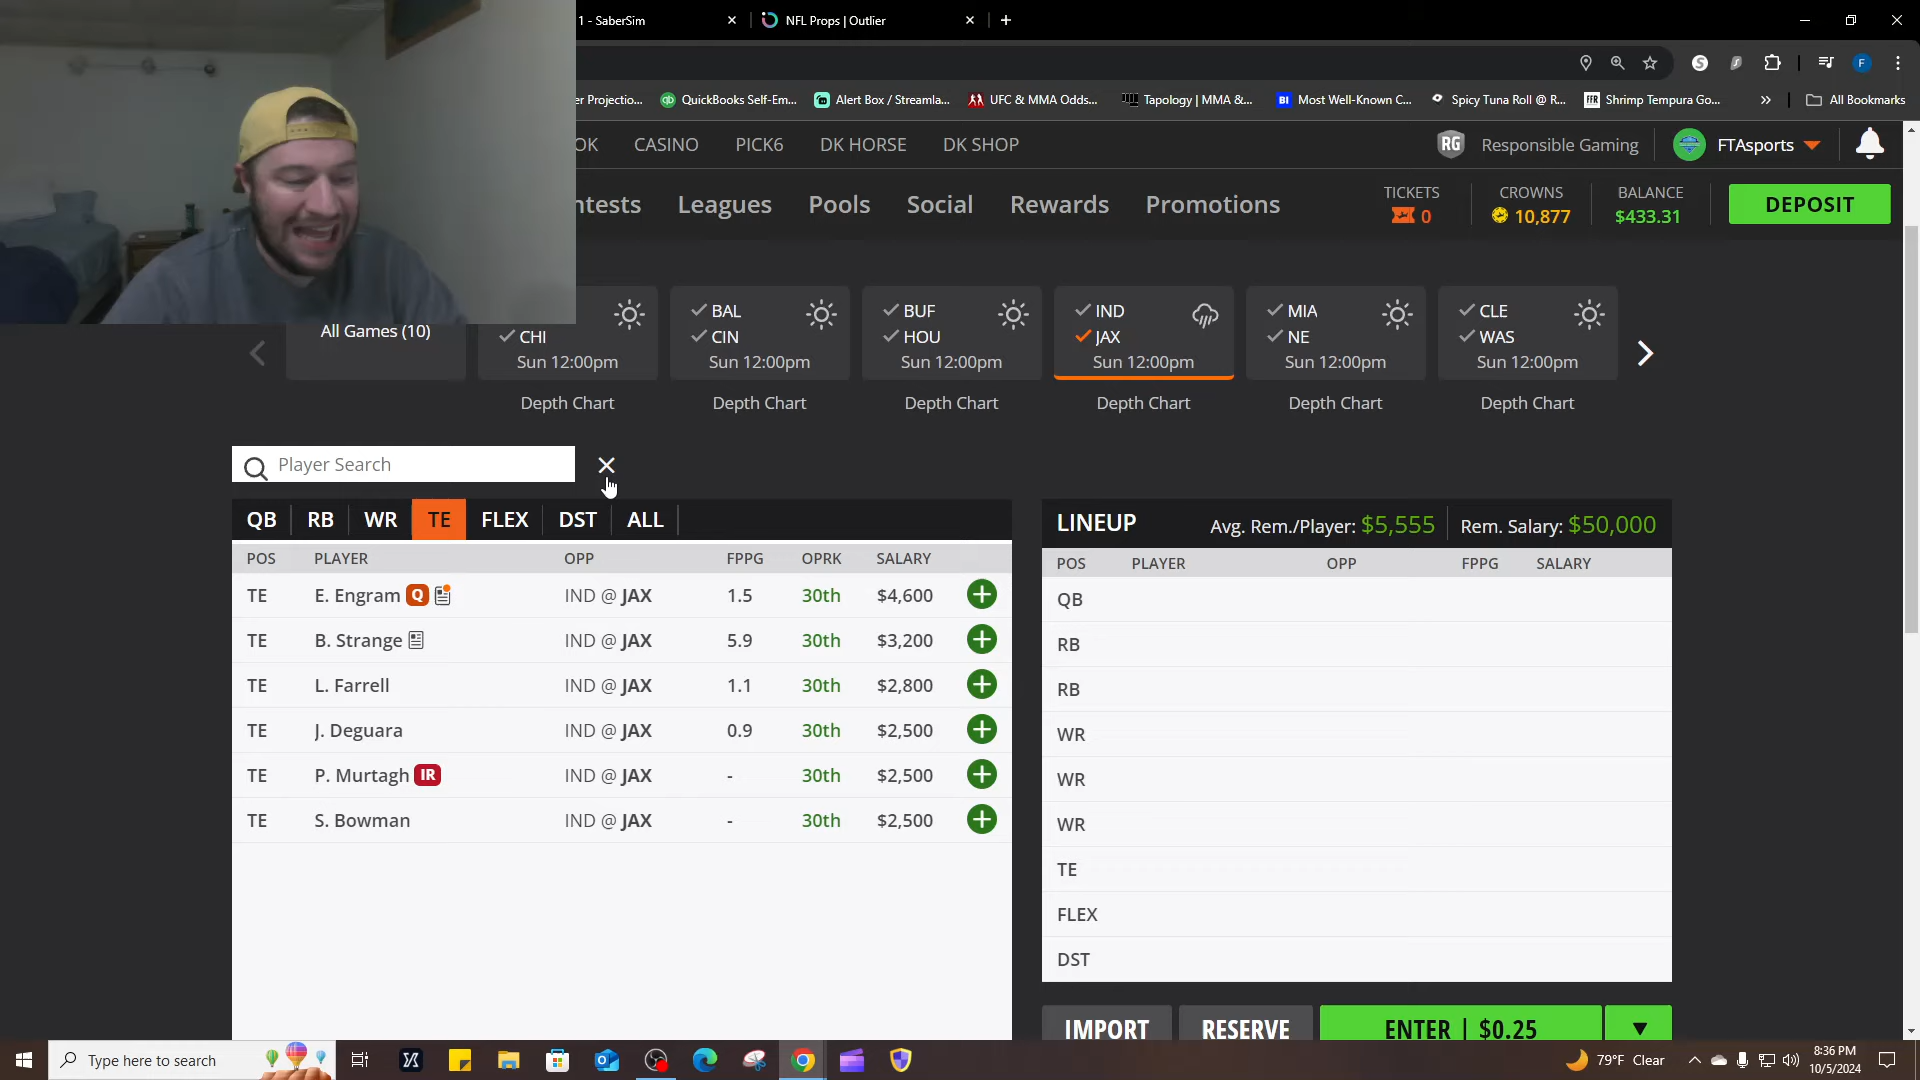 1 - SaberSim
NFL Props | Outlier
er Projectio...
QuickBooks Self-Em...
Alert Box / Streamla...
UFC & MMA Odds...
Tapology | MMA &...
Most Well-Known C...
Spicy Tuna Roll @ R...
Shrimp Tempura Go...
All Bookmarks
OK
CASINO
PICK6
DK HORSE
DK SHOP
RG Responsible Gaming
FTAsports
ntests
Leagues
Pools
Social
Rewards
Promotions
TICKETS
0
CROWNS
10,877
BALANCE
$433.31
DEPOSIT
All Games (10)
CHI
Sun 12:00pm
Depth Chart
BAL
CIN
Sun 12:00pm
Depth Chart
BUF
HOU
Sun 12:00pm
Depth Chart
IND
JAX
Sun 12:00pm
Depth Chart
MIA
NE
Sun 12:00pm
Depth Chart
CLE
WAS
Sun 12:00pm
Depth Chart
Player Search
QB RB WR TE FLEX DST ALL
POS PLAYER OPP FPPG OPRK SALARY
TE E. Engram Q IND @ JAX 1.5 30th $4,600
TE B. Strange IND @ JAX 5.9 30th $3,200
TE L. Farrell IND @ JAX 1.1 30th $2,800
TE J. Deguara IND @ JAX 0.9 30th $2,500
TE P. Murtagh IR IND @ JAX - 30th $2,500
TE S. Bowman IND @ JAX - 30th $2,500
LINEUP Avg. Rem./Player: $5,555 Rem. Salary: $50,000
POS PLAYER OPP FPPG SALARY
QB
RB
RB
WR
WR
WR
TE
FLEX
DST
IMPORT
RESERVE
ENTER | $0.25
Type here to search
79°F Clear
8:36 PM
10/5/2024